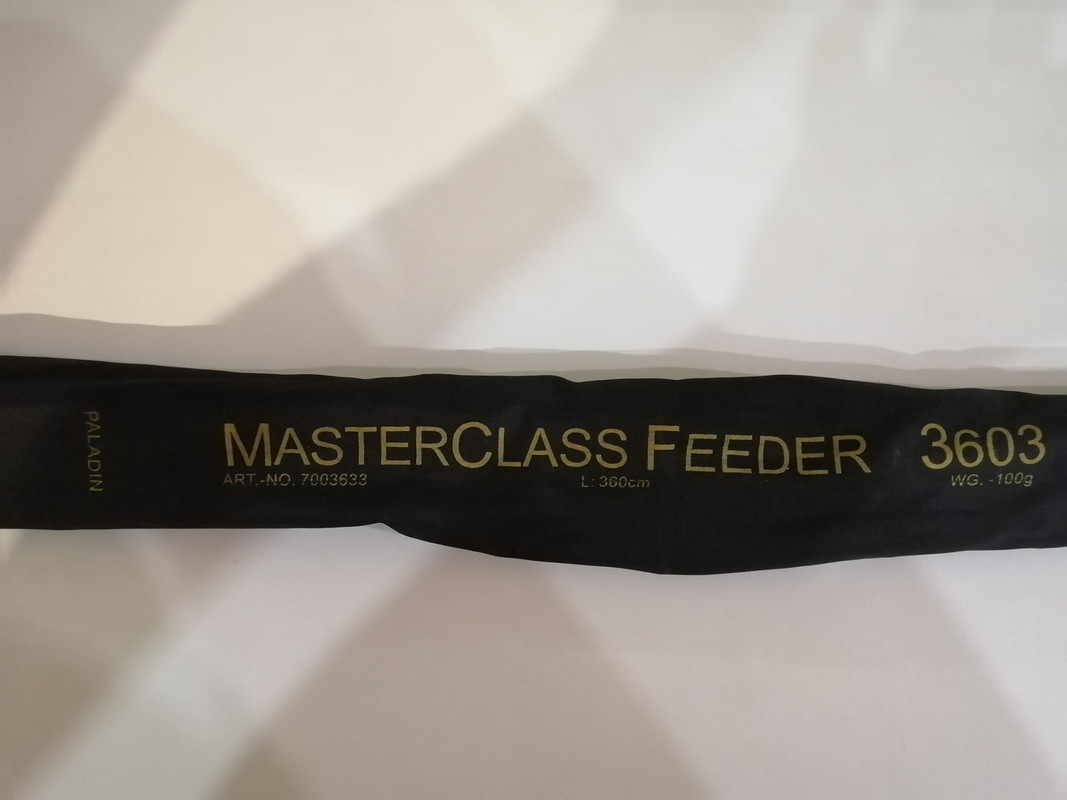 PALADIN
MASTERCLASS FEEDER 3603
ART.-NO. 7003633 L: 360cm WG. -100g